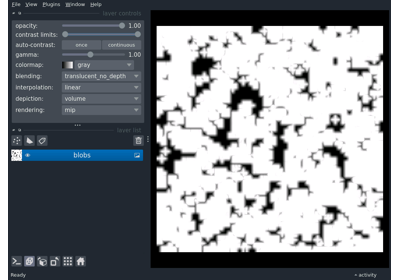 File View Plugins Window Help
layer controls
opacity: 1.00
contrast limits:
auto-contrast: once continuous
gamma: 1.00
colormap: gray
blending: translucent_no_depth
interpolation: linear
depiction: volume
rendering: mip
layer list
blobs
Ready activity